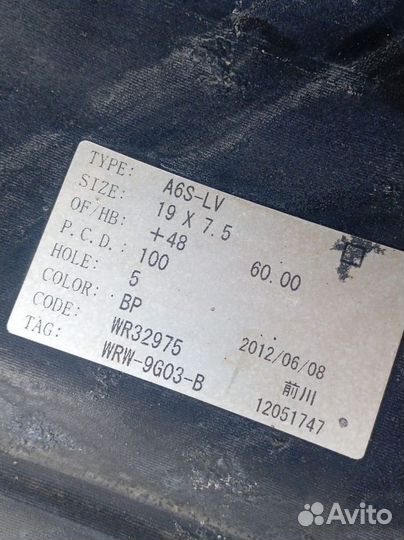 TYPE: A6S-LV
SIZE: 19 X 7.5
OF/HB: +48 60.00
P.C.D.: 100
HOLE: 5
COLOR: BP
CODE: WR32975 2012/06/08
TAG: WRW-9G03-B 前川
12051747
Avito